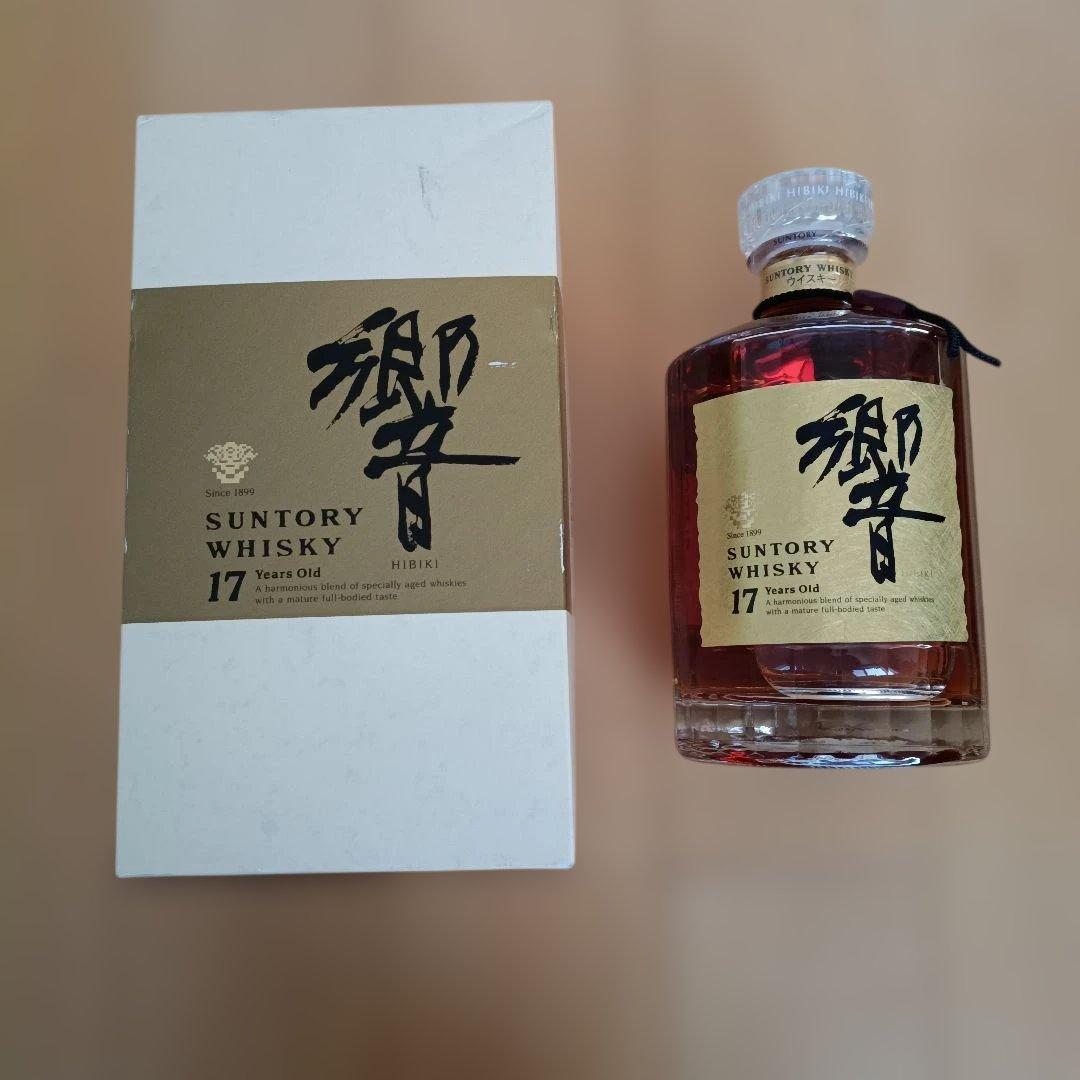 響
HIBIKI
Since 1899
SUNTORY
WHISKY
17 Years Old
A harmonious blend of specially aged whiskies
with a mature full-bodied taste
HIBIKI HIBIKI HIBIKI
SUNTORY
SUNTORY WHISKY
ウイスキー
響
HIBIKI
Since 1899
SUNTORY
WHISKY
17 Years Old
A harmonious blend of specially aged whiskies
with a mature full-bodied taste